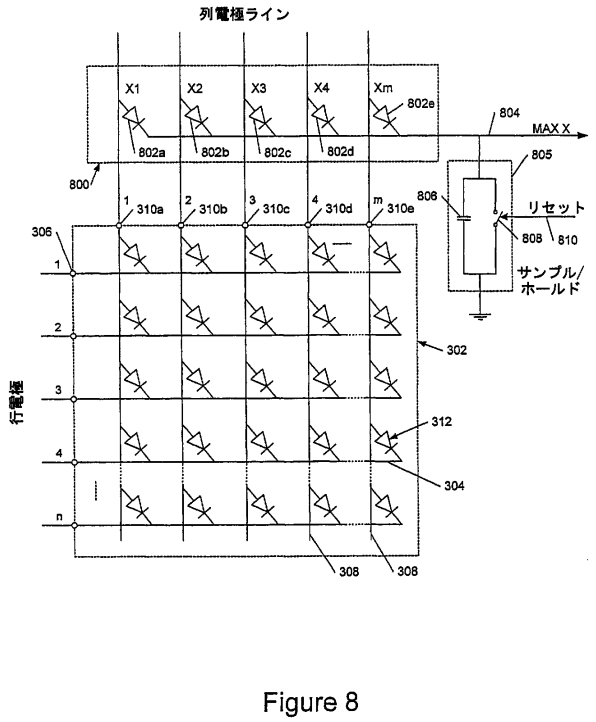 列電極ライン
X1 X2 X3 X4 Xm
802e
804
MAX X
802a 802b 802c 802d
805
800
806
1 2 3 4 m
310a 310b 310c 310d 310e
リセット
808 810
306
サンプル/
ホールド
1
2
302
3
行電極
312
4
304
n
308 308
Figure 8